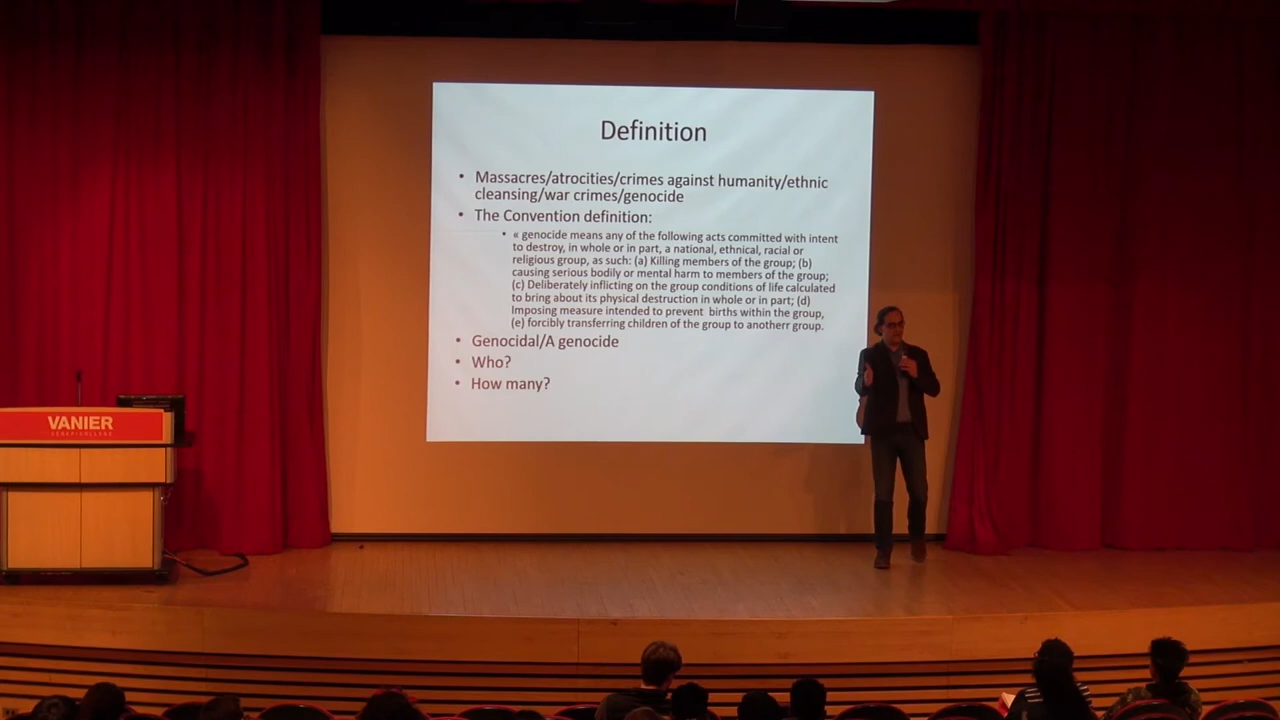 Definition
• Massacres/atrocities/crimes against humanity/ethnic
cleansing/war crimes/genocide
• The Convention definition:
• « genocide means any of the following acts committed with intent
to destroy, in whole or in part, a national, ethnical, racial or
religious group, as such: (a) Killing members of the group; (b)
causing serious bodily or mental harm to members of the group;
(c) Deliberately inflicting on the group conditions of life calculated
to bring about its physical destruction in whole or in part; (d)
Imposing measure intended to prevent births within the group,
(e) forcibly transferring children of the group to anotherr group.
• Genocidal/A genocide
• Who?
• How many?
VANIER